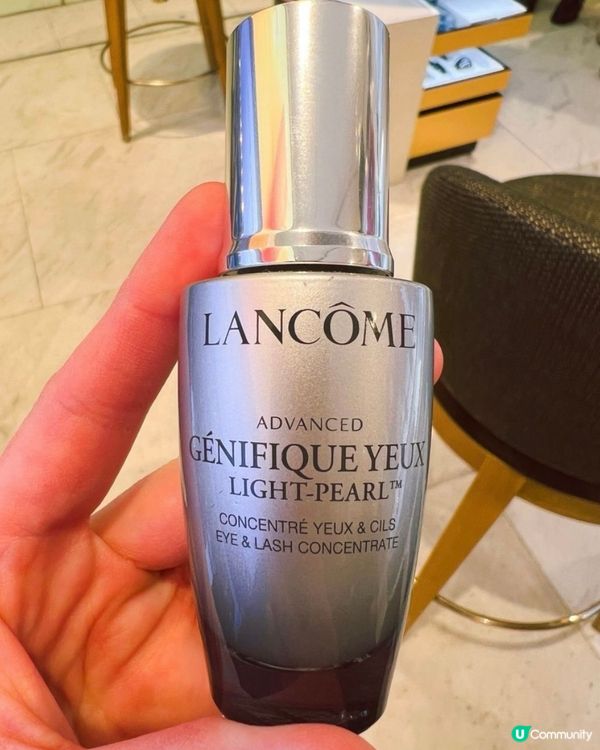 LANCÔME
ADVANCED
GÉNIFIQUE YEUX
LIGHT-PEARL™
CONCENTRÉ YEUX & CILS
EYE & LASH CONCENTRATE
U Community